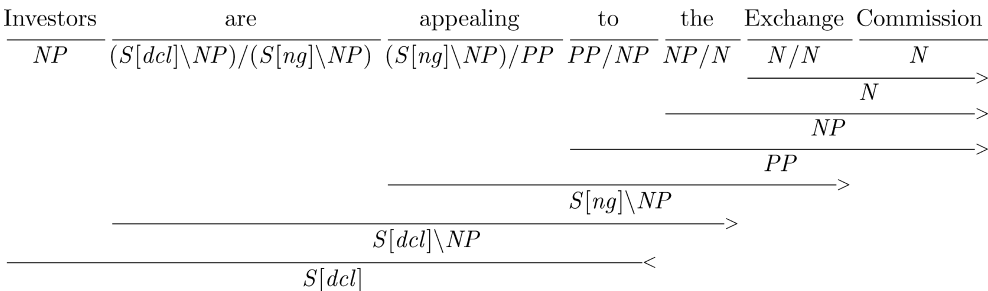 Investors are appealing to the Exchange Commission
NP (S[dcl]\NP)/(S[ng]\NP) (S[ng]\NP)/PP PP/NP NP/N N/N N
>
N
>
NP
>
PP
>
S[ng]\NP
>
S[dcl]\NP
<
S[dcl]